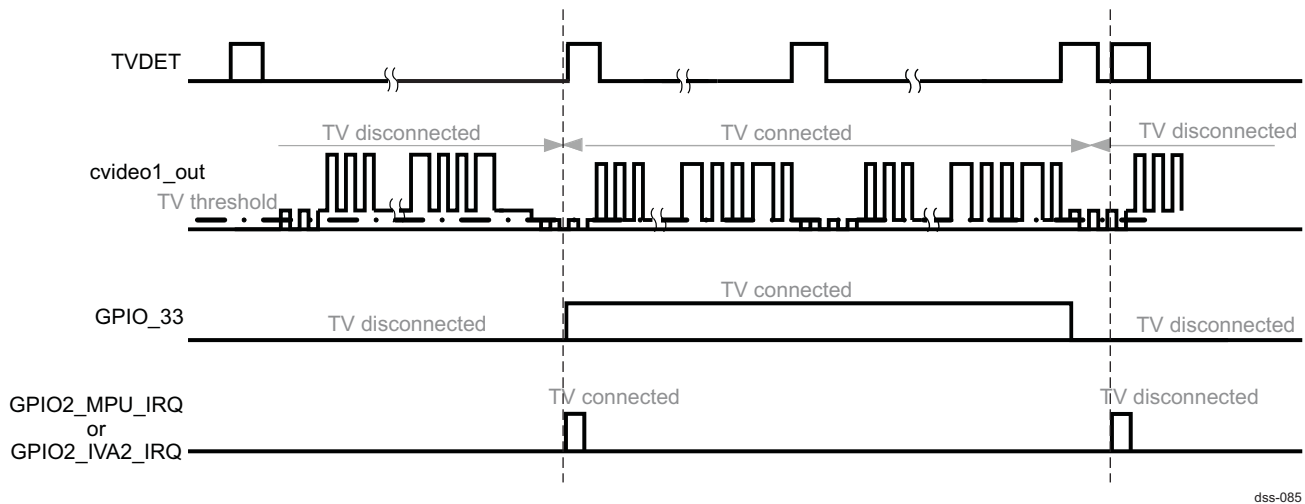 TVDET
TV disconnected
TV connected
TV disconnected
cvideo1_out
TV threshold
TV connected
GPIO_33
TV disconnected
TV disconnected
TV connected
TV disconnected
GPIO2_MPU_IRQ
or
GPIO2_IVA2_IRQ
dss-085